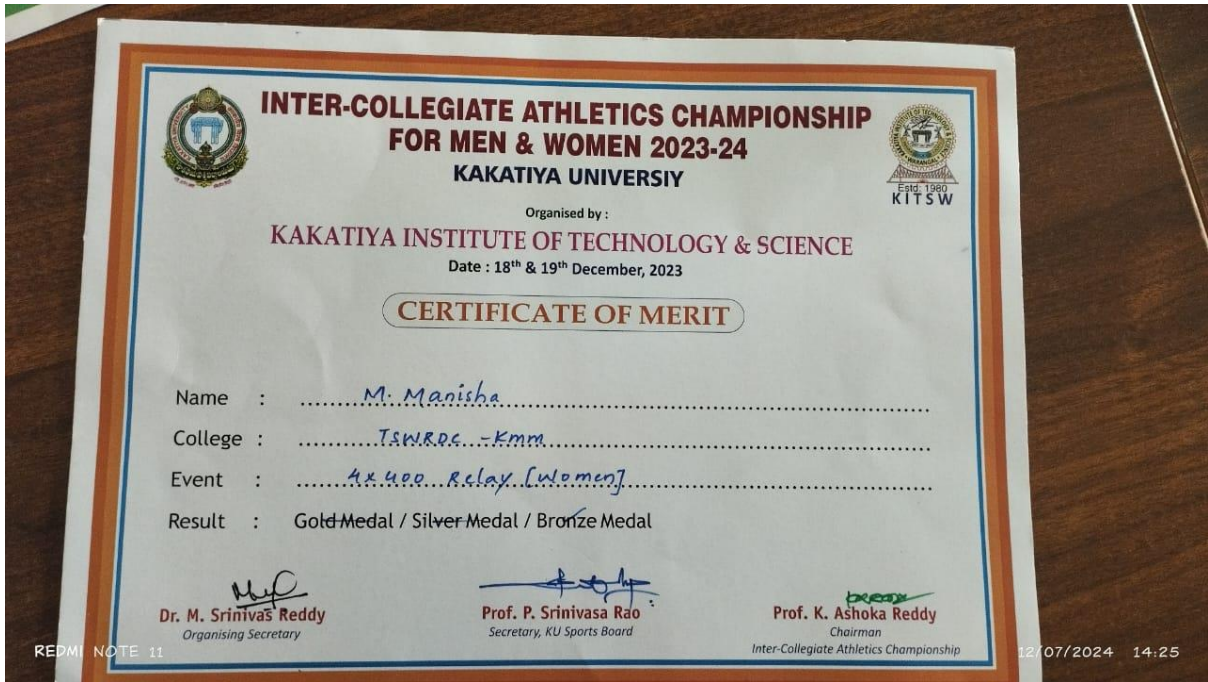 INTER-COLLEGIATE ATHLETICS CHAMPIONSHIP
FOR MEN & WOMEN 2023-24
KAKATIYA UNIVERSIY
Estd: 1980
KITSW
Organised by :
KAKATIYA INSTITUTE OF TECHNOLOGY & SCIENCE
Date : 18th & 19th December, 2023
CERTIFICATE OF MERIT
Name : M. Manisha
College : TSWRDC - Kmm
Event : 4x400 Relay [Women]
Result : Gold Medal / Silver Medal / Bronze Medal
Dr. M. Srinivas Reddy
Organising Secretary
Prof. P. Srinivasa Rao
Secretary, KU Sports Board
Prof. K. Ashoka Reddy
Chairman
Inter-Collegiate Athletics Championship
REDMI NOTE 11
12/07/2024 14:25